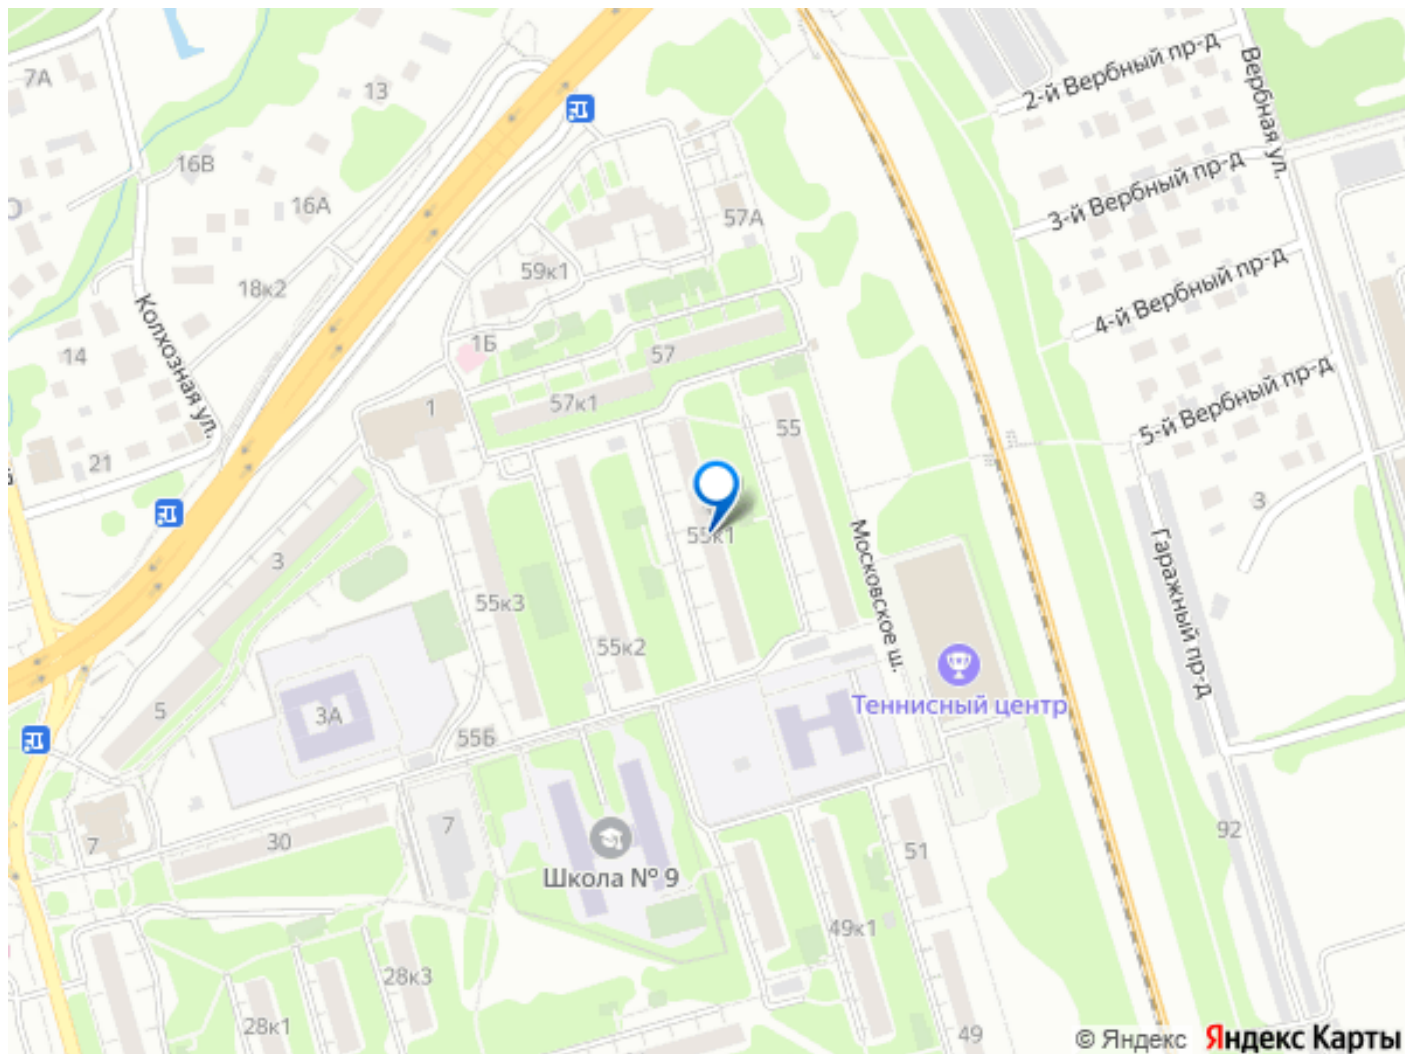 7А
13
2-й Вербный пр-д
Вербная ул.
16В
16А
3-й Вербный пр-д
57А
59к1
18к2
4-й Вербный пр-д
Колхозная ул.
14
1Б
57
57к1
5-й Вербный пр-д
1
55
21
3
55к1
Московское ш.
Гаражный пр-д
3
55к3
55к2
5
3А
Теннисный центр
55Б
7
7
30
92
51
Школа № 9
49к1
28к3
28к1
49
© Яндекс Яндекс Карты